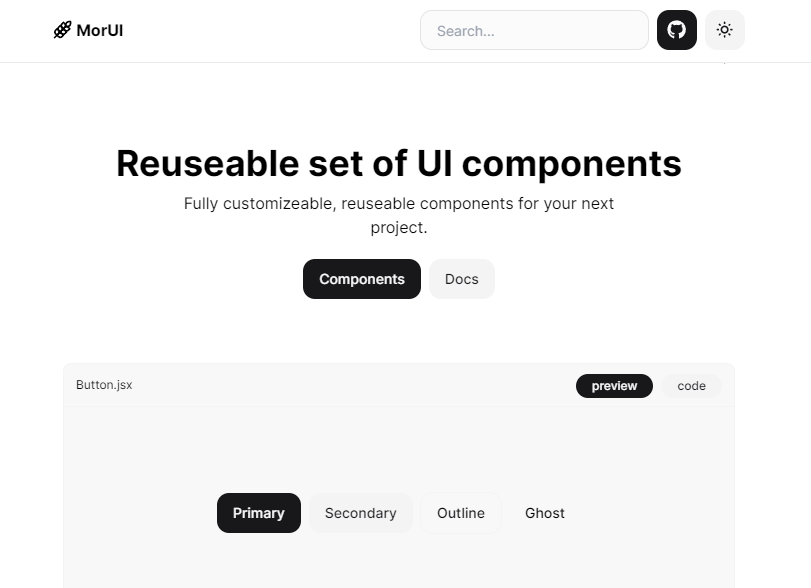 MorUI
Search...
Reuseable set of UI components
Fully customizeable, reuseable components for your next
project.
Components
Docs
Button.jsx
preview
code
Primary
Secondary
Outline
Ghost